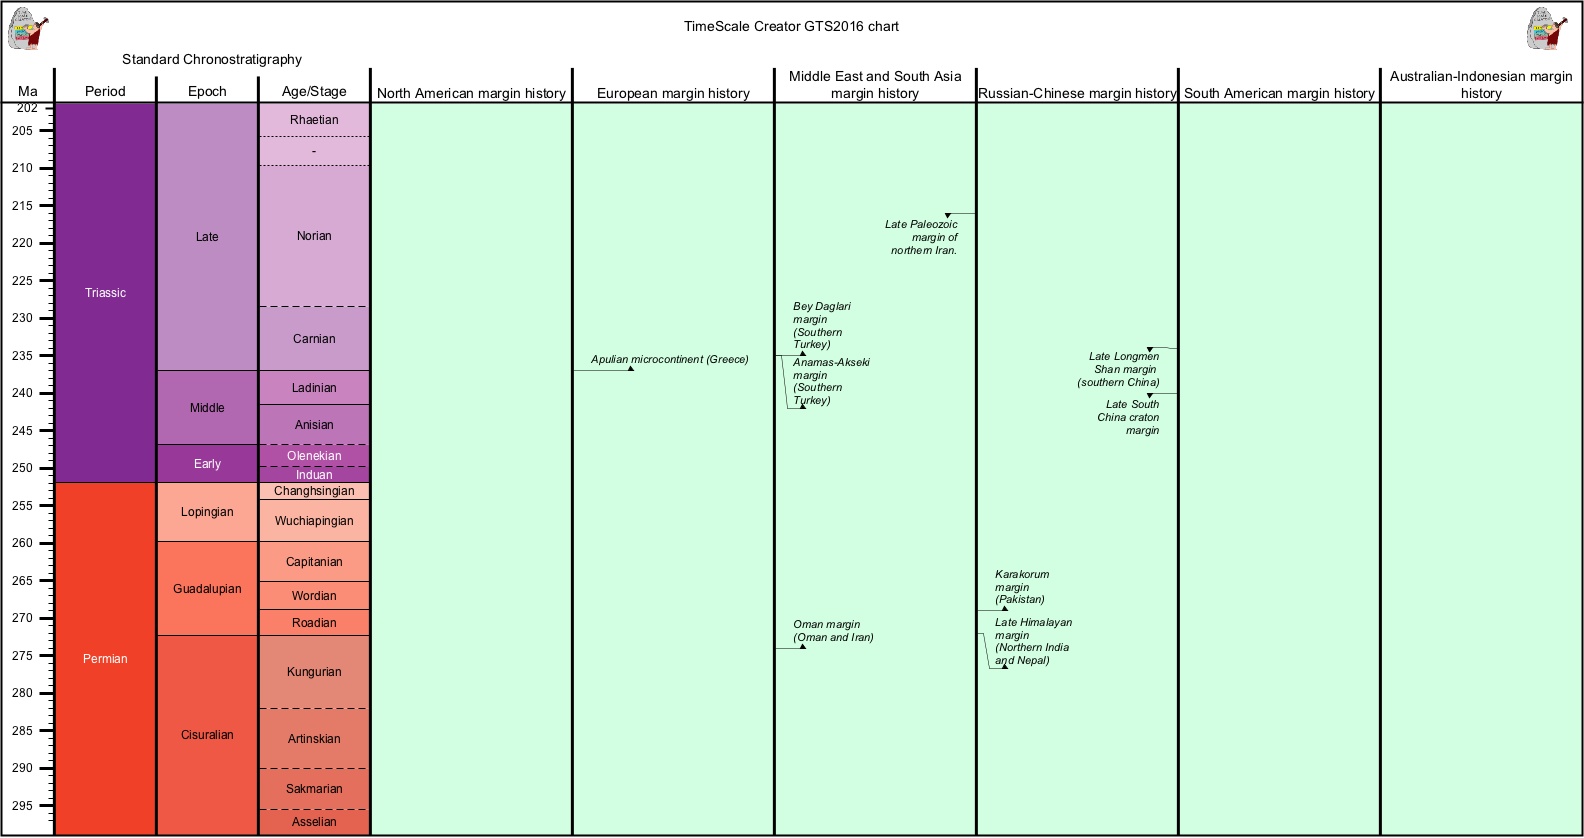 TimeScale Creator GTS2016 chart
Standard Chronostratigraphy
Ma
Period
Epoch
Age/Stage
North American margin history
European margin history
Middle East and South Asia
margin history
Russian-Chinese margin history
South American margin history
Australian-Indonesian margin
history
202
205
210
215
220
225
230
235
240
245
250
255
260
265
270
275
280
285
290
295
Triassic
Permian
Late
Middle
Early
Lopingian
Guadalupian
Cisuralian
Rhaetian
-
Norian
Carnian
Ladinian
Anisian
Olenekian
Induan
Changhsingian
Wuchiapingian
Capitanian
Wordian
Roadian
Kungurian
Artinskian
Sakmarian
Asselian
Apulian microcontinent (Greece)
Late Paleozoic
margin of
northern Iran.
Bey Daglari
margin
(Southern
Turkey)
Anamas-Akseki
margin
(Southern
Turkey)
Oman margin
(Oman and Iran)
Late Longmen
Shan margin
(southern China)
Late South
China craton
margin
Karakorum
margin
(Pakistan)
Late Himalayan
margin
(Northern India
and Nepal)